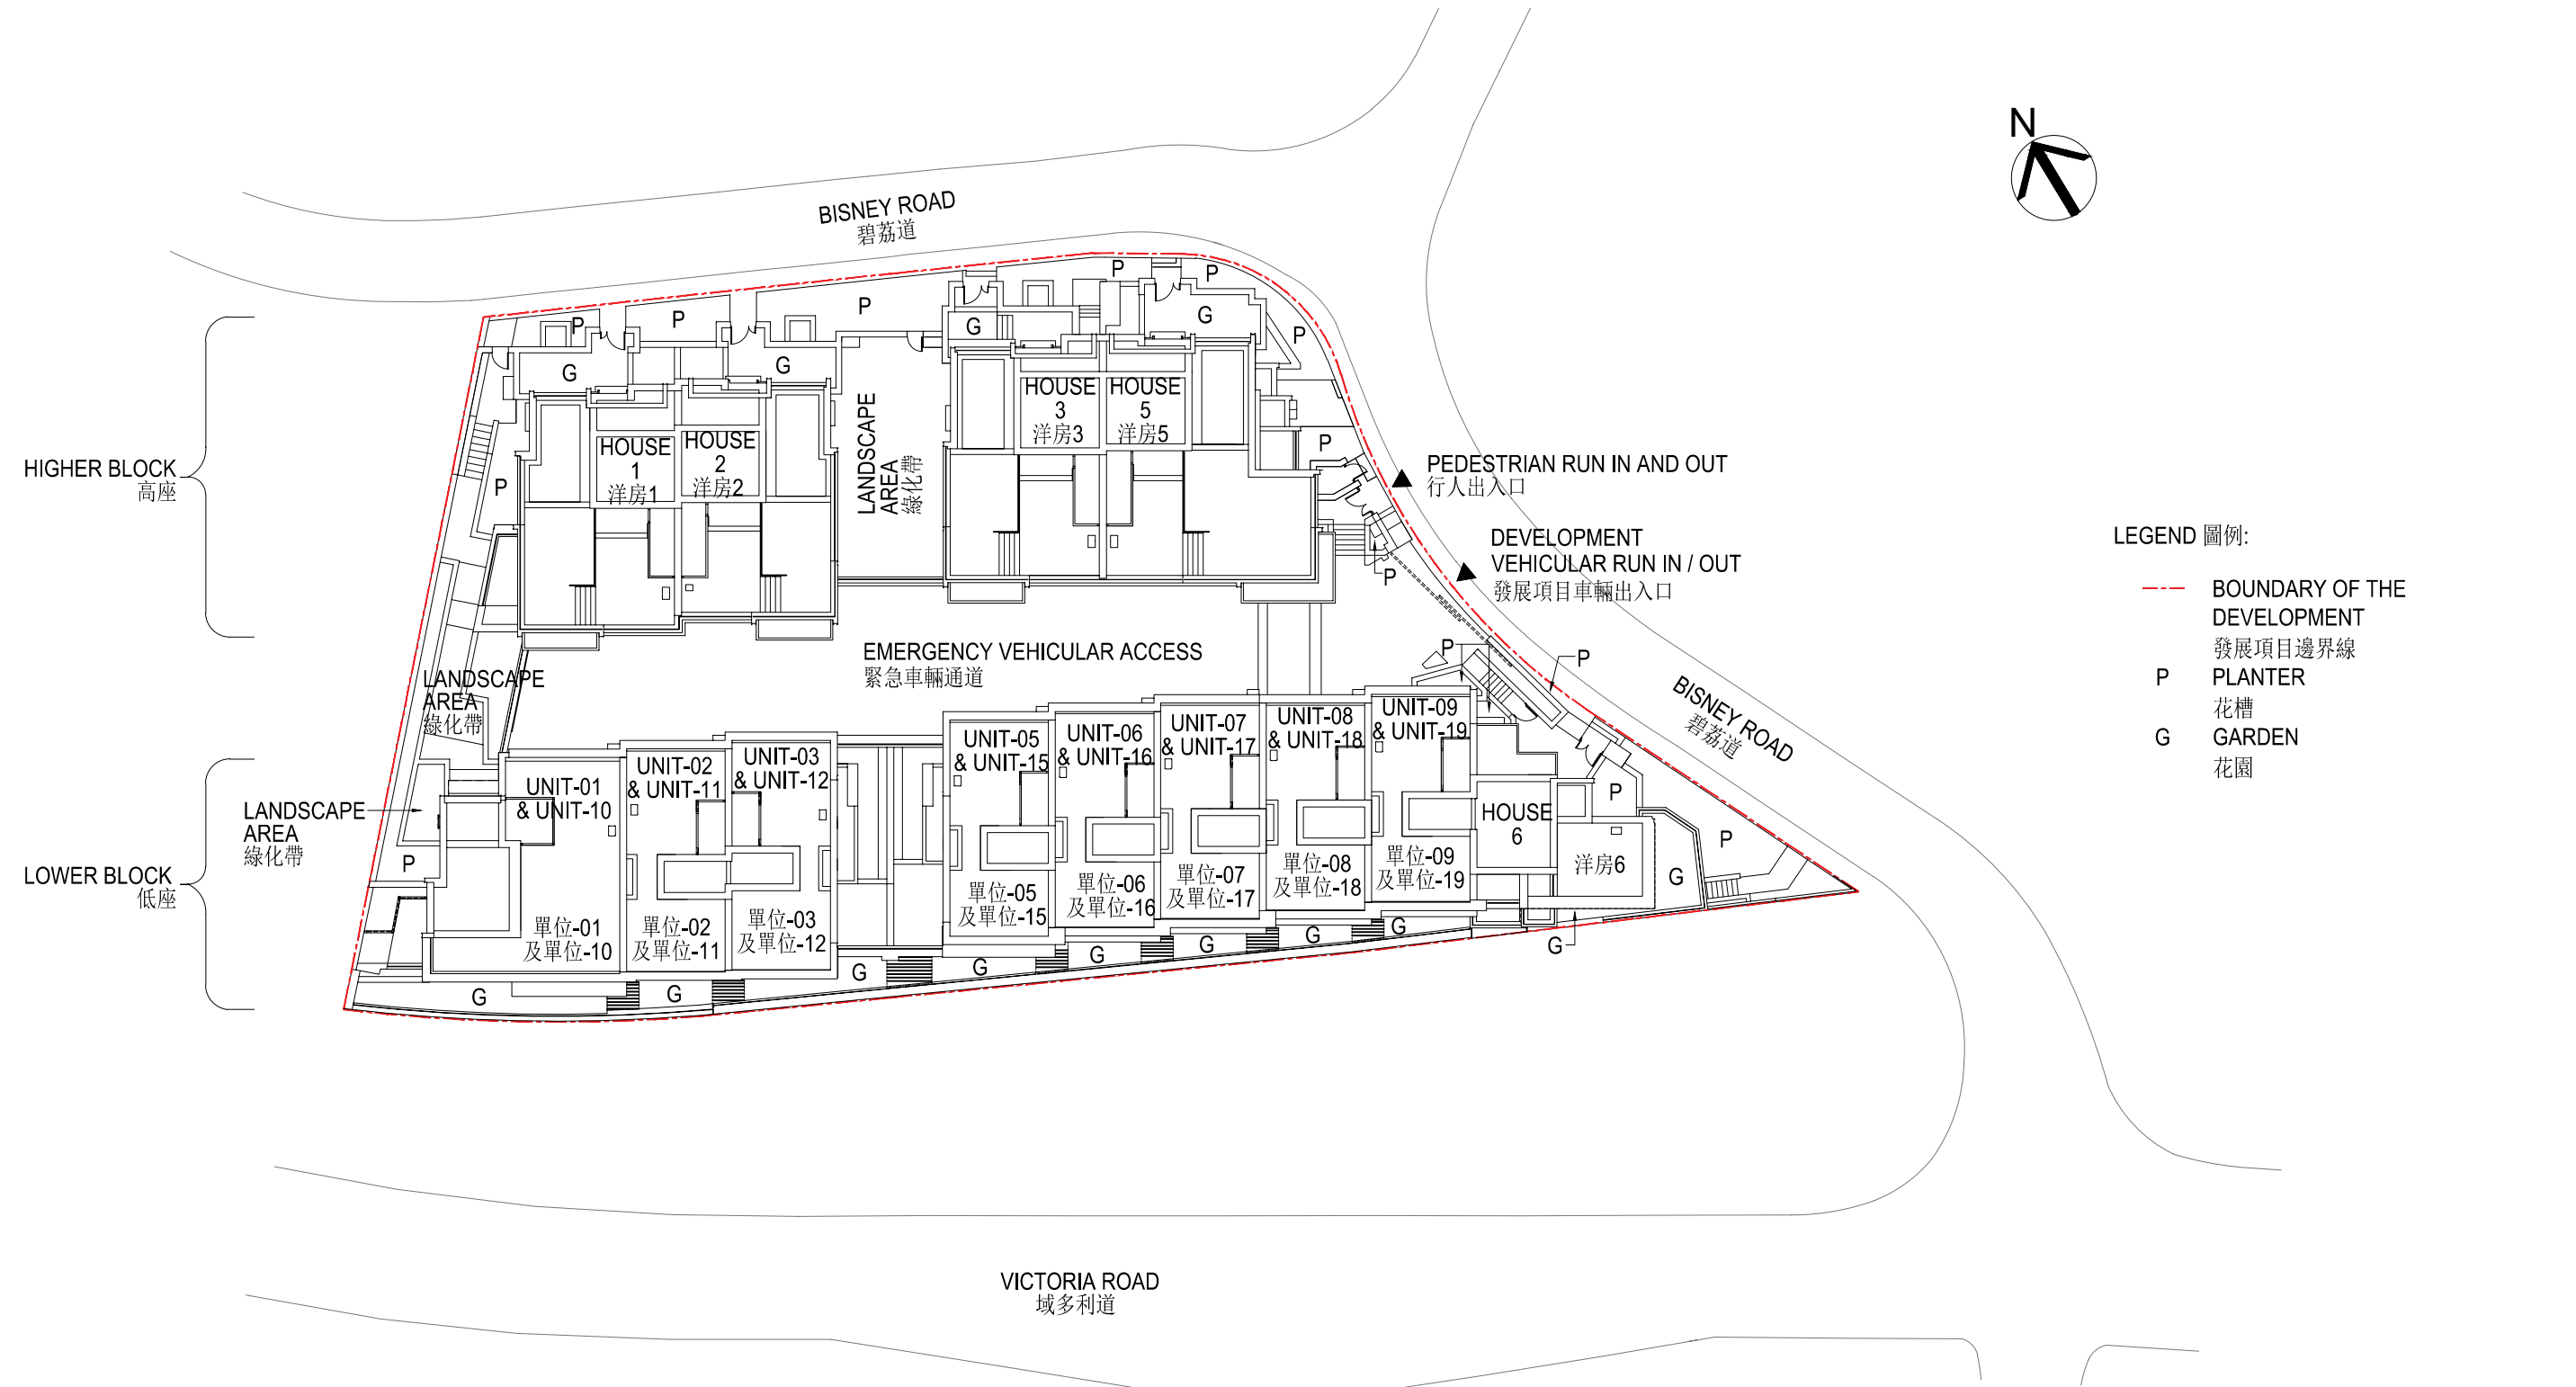 N
BISNEY ROAD
碧荔道
P
P
P
G
P
P
G
P
P
G
G
P
HIGHER BLOCK
高座
HOUSE
1
洋房1
HOUSE
2
洋房2
LANDSCAPE
AREA
綠化帶
HOUSE
3
洋房3
HOUSE
5
洋房5
P
P
PEDESTRIAN RUN IN AND OUT
行人出入口
DEVELOPMENT
VEHICULAR RUN IN / OUT
發展項目車輛出入口
LEGEND 圖例:
BOUNDARY OF THE
DEVELOPMENT
發展項目邊界線
P PLANTER
花槽
G GARDEN
花園
EMERGENCY VEHICULAR ACCESS
緊急車輛通道
P
P
BISNEY ROAD
碧荔道
LANDSCAPE
AREA
綠化帶
LANDSCAPE
AREA
綠化帶
LOWER BLOCK
低座
P
UNIT-01
& UNIT-10
單位-01
及單位-10
UNIT-02
& UNIT-11
單位-02
及單位-11
UNIT-03
& UNIT-12
單位-03
及單位-12
UNIT-05
& UNIT-15
單位-05
及單位-15
UNIT-06
& UNIT-16
單位-06
及單位-16
UNIT-07
& UNIT-17
單位-07
及單位-17
UNIT-08
& UNIT-18
單位-08
及單位-18
UNIT-09
& UNIT-19
單位-09
及單位-19
HOUSE
6
洋房6
P
P
G
G
G
G
G
G
G
G
G
G
VICTORIA ROAD
域多利道